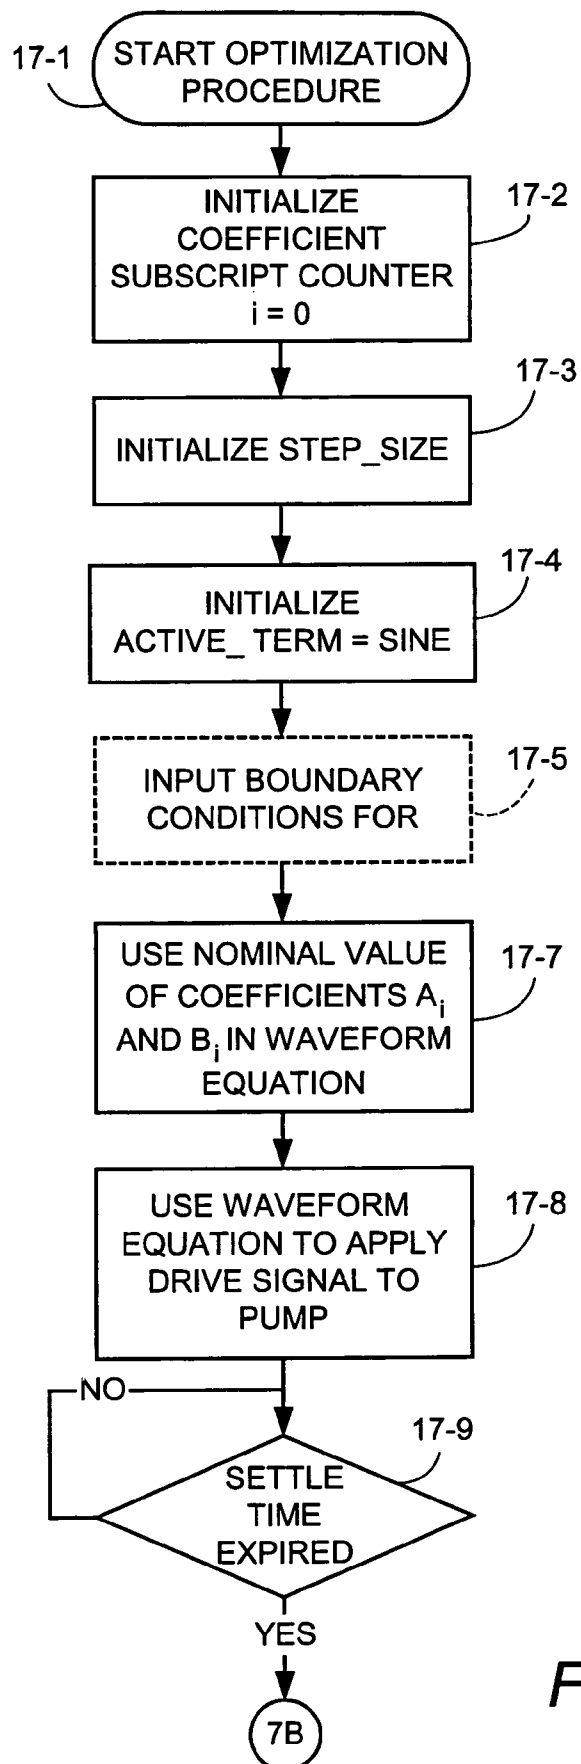 17-1
START OPTIMIZATION
PROCEDURE
17-2
INITIALIZE
COEFFICIENT
SUBSCRIPT COUNTER
i = 0
17-3
INITIALIZE STEP_SIZE
17-4
INITIALIZE
ACTIVE_ TERM = SINE
17-5
INPUT BOUNDARY
CONDITIONS FOR
17-7
USE NOMINAL VALUE
OF COEFFICIENTS Ai
AND Bi IN WAVEFORM
EQUATION
17-8
USE WAVEFORM
EQUATION TO APPLY
DRIVE SIGNAL TO
PUMP
NO
17-9
SETTLE
TIME
EXPIRED
YES
7B
F